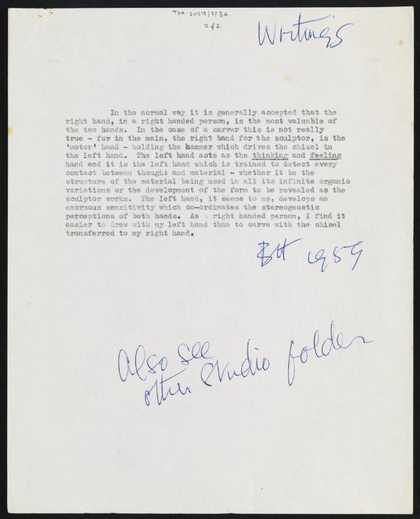 TGA 20132/1/3/2
2 of 2
Writings
In the normal way it is generally accepted that the
right hand, in a right handed person, is the most valuable of
the two hands. In the case of a carver this is not really
true - for in the main, the right hand for the sculptor, is the
'motor' hand - holding the hammer which drives the chisel in
the left hand. The left hand acts as the thinking and feeling
hand and it is the left hand which is trained to detect every
contact between thought and material - whether it be the
structure of the material being used in all its infinite organic
variations or the development of the form to be revealed as the
sculptor works. The left hand, it seems to me, develops an
enormous sensitivity which co-ordinates the stereognostic
perceptions of both hands. As a right handed person, I find it
easier to draw with my left hand than to carve with the chisel
transferred to my right hand.
BH 1959
Also see
other Studio folder